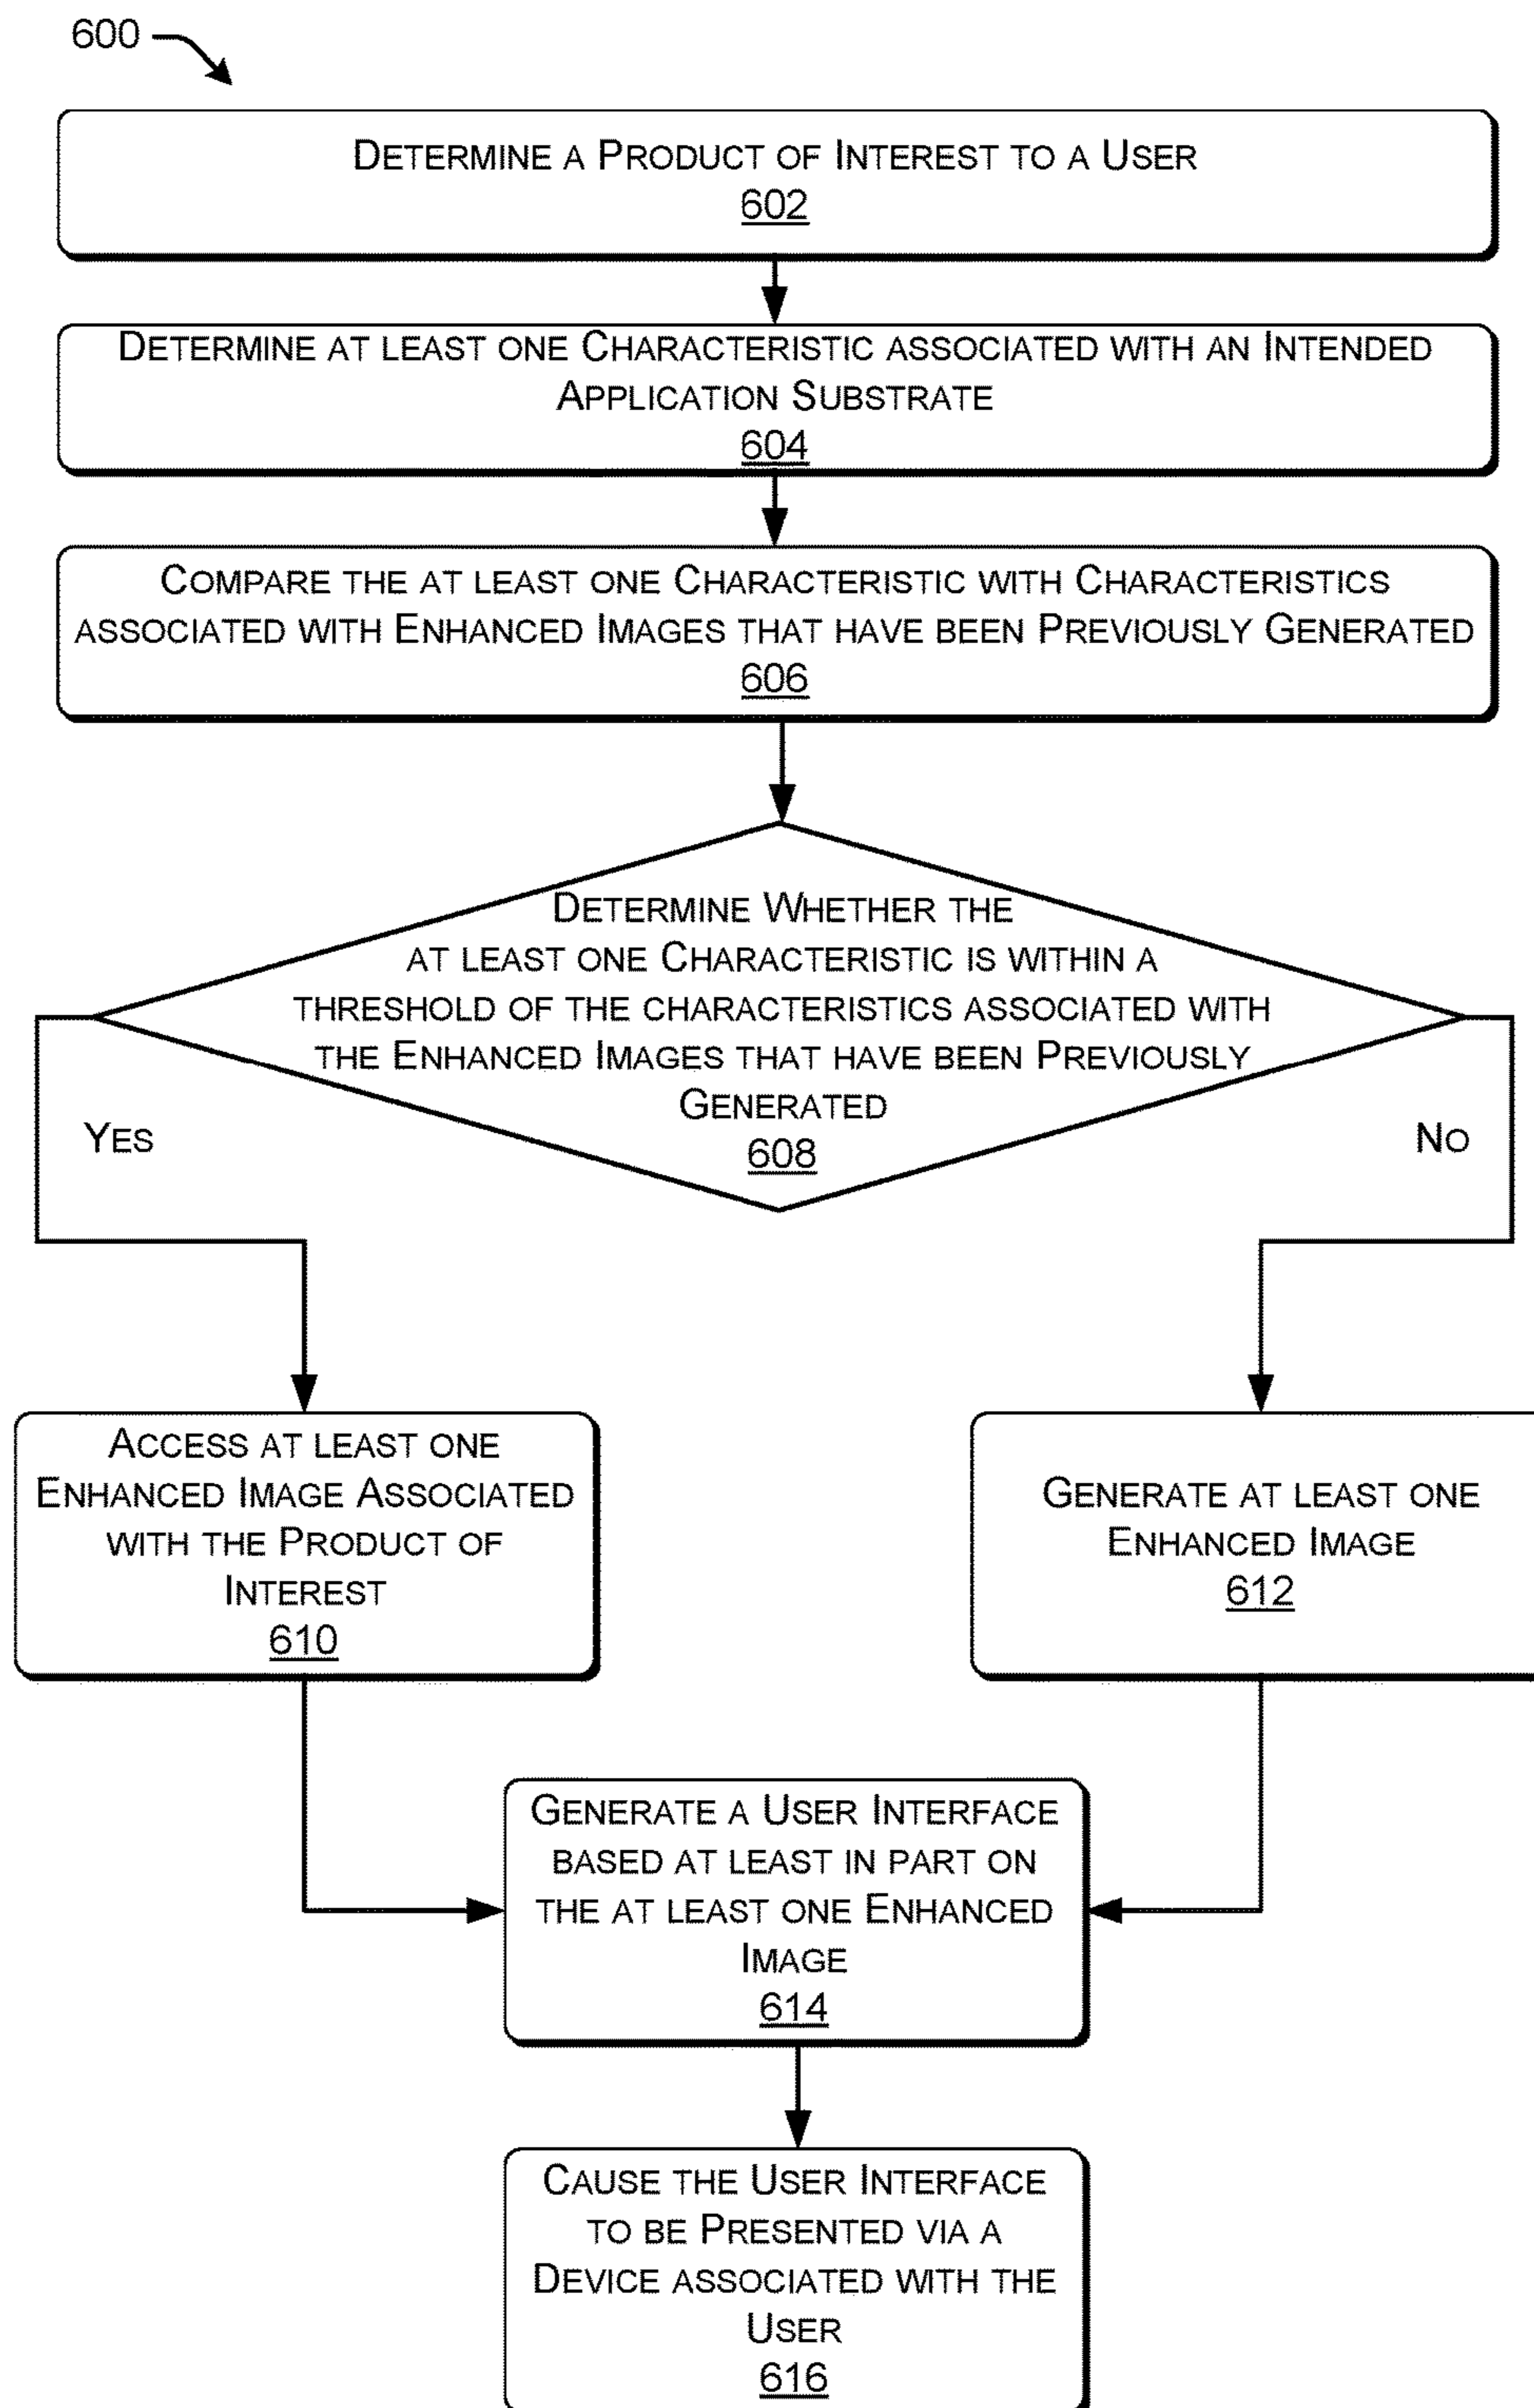 600
Determine a Product of Interest to a User
602
Determine at least one Characteristic associated with an Intended
Application Substrate
604
Compare the at least one Characteristic with Characteristics
associated with Enhanced Images that have been Previously Generated
606
Determine Whether the
at least one Characteristic is within a
threshold of the characteristics associated with
the Enhanced Images that have been Previously
Generated
608
Yes
No
Access at least one
Enhanced Image Associated
with the Product of
Interest
610
Generate at least one
Enhanced Image
612
Generate a User Interface
based at least in part on
the at least one Enhanced
Image
614
Cause the User Interface
to be Presented via a
Device associated with the
User
616